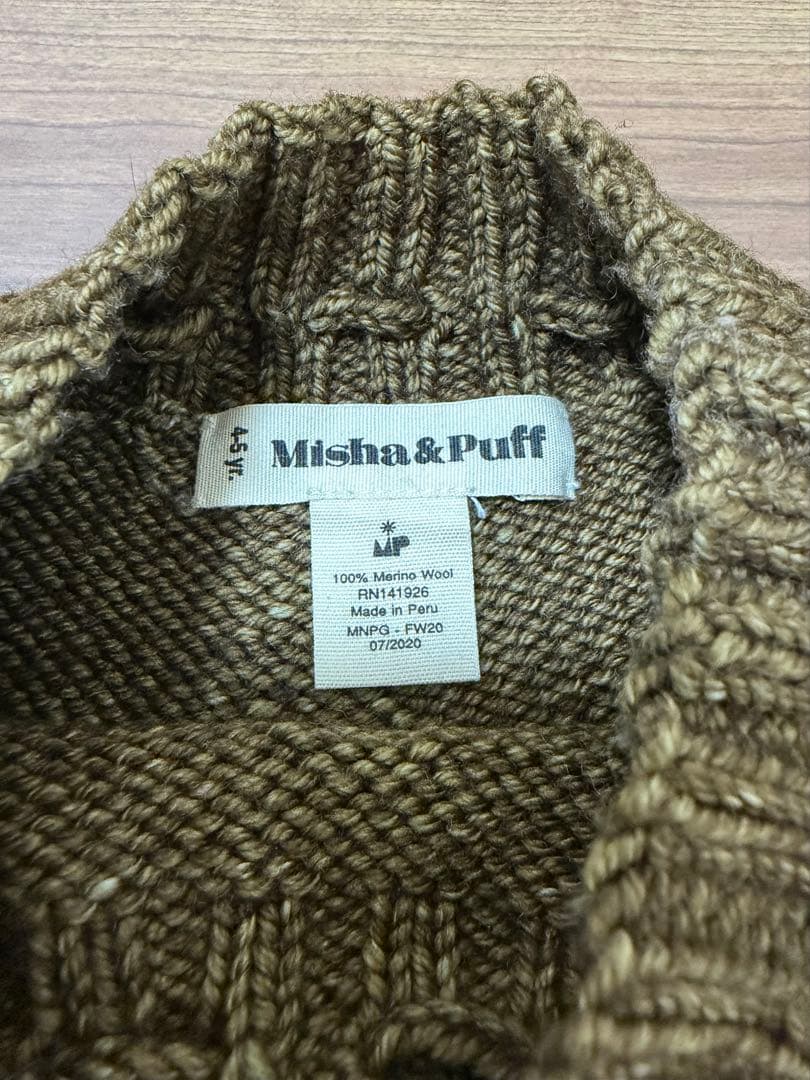 4-5 yr.
Misha&Puff
MP
100% Merino Wool
RN141926
Made in Peru
MNPG - FW20
07/2020